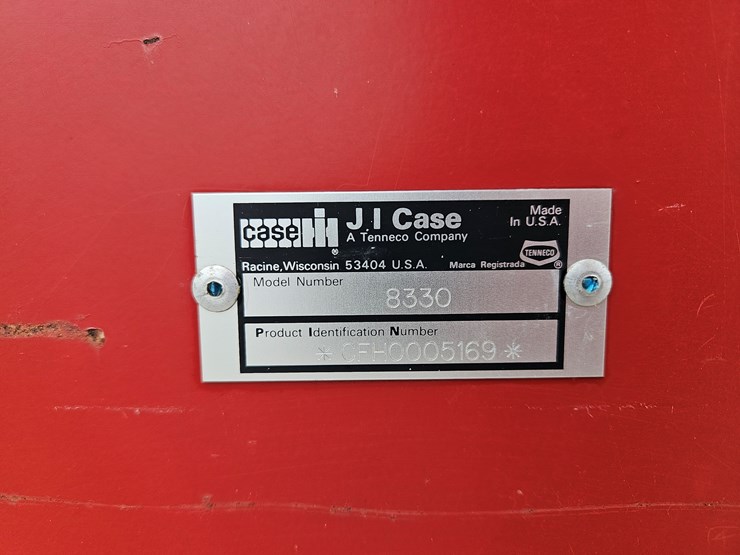 case IH ®
J I Case
A Tenneco Company
Made
In U.S.A.
Racine, Wisconsin 53404 U.S.A.
Marca Registrada
TENNECO ®
Model Number
8330
Product Identification Number
*CFH0005169*